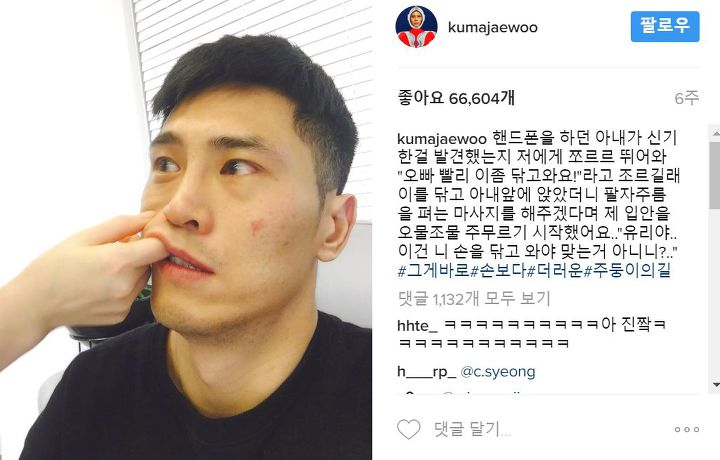 kumajaewoo
팔로우
좋아요 66,604개
6주
kumajaewoo 핸드폰을 하던 아내가 신기
한걸 발견했는지 저에게 쪼르르 뛰어와
"오빠 빨리 이좀 닦고와요!"라고 조르길래
이를 닦고 아내앞에 앉았더니 팔자주름
을 펴는 마사지를 해주겠다며 제 입안을
오물조물 주무르기 시작했어요.."유리야..
이건 니 손을 닦고 와야 맞는거 아니니?.."
#그게바로#손보다#더러운#주둥이의길
댓글 1,132개 모두 보기
hhte_ ㅋㅋㅋㅋㅋㅋㅋㅋㅋㅋ아 진짴ㅋ
ㅋㅋㅋㅋㅋㅋㅋㅋㅋㅋㅋ
h___rp_ @c.syeong
댓글 달기...